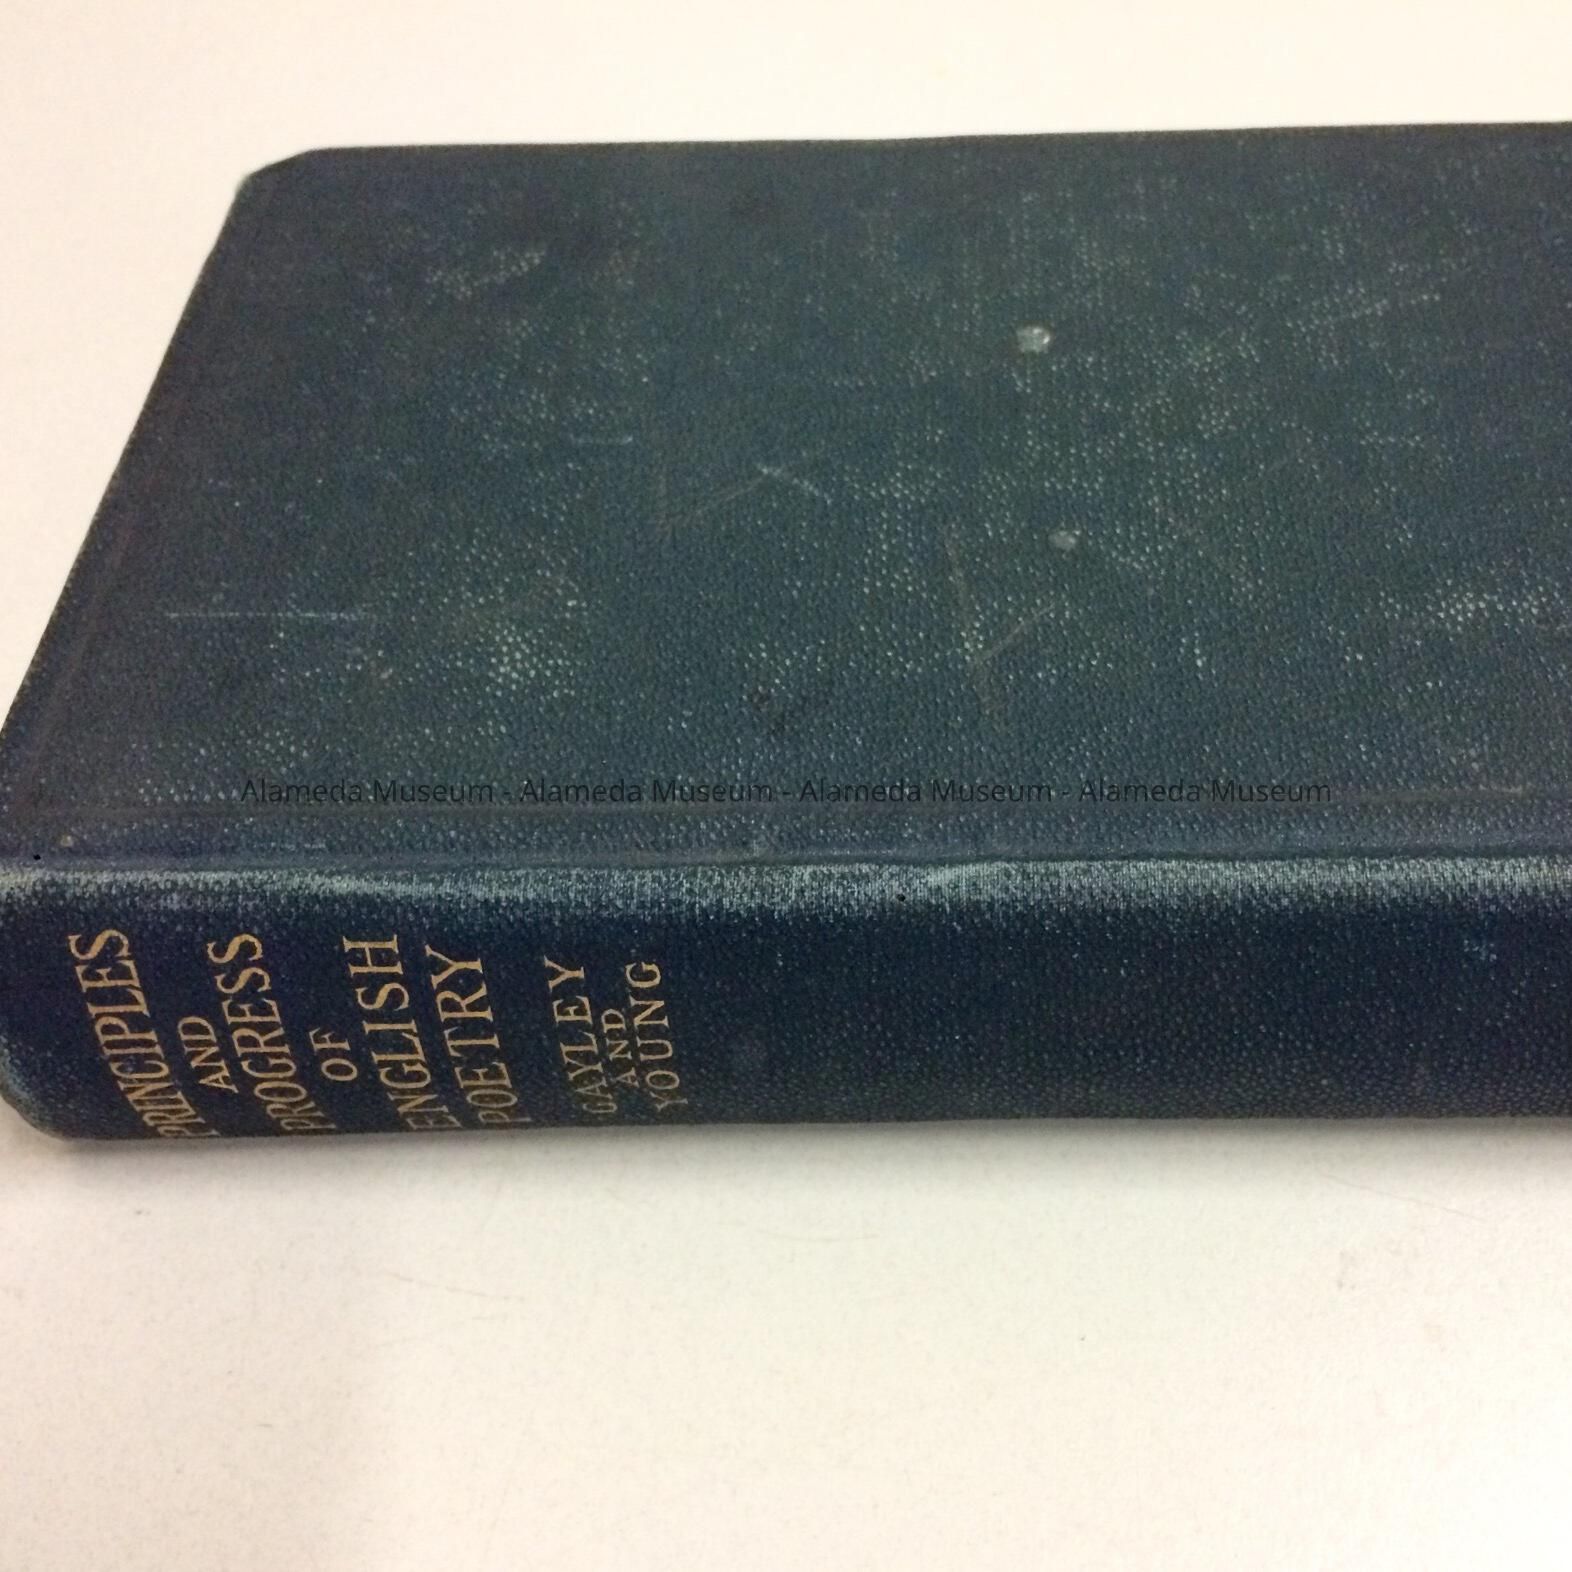 PRINCIPLES
AND
PROGRESS
OF
ENGLISH
POETRY
GAYLEY
AND
YOUNG
Alameda Museum - Alameda Museum - Alameda Museum - Alameda Museum